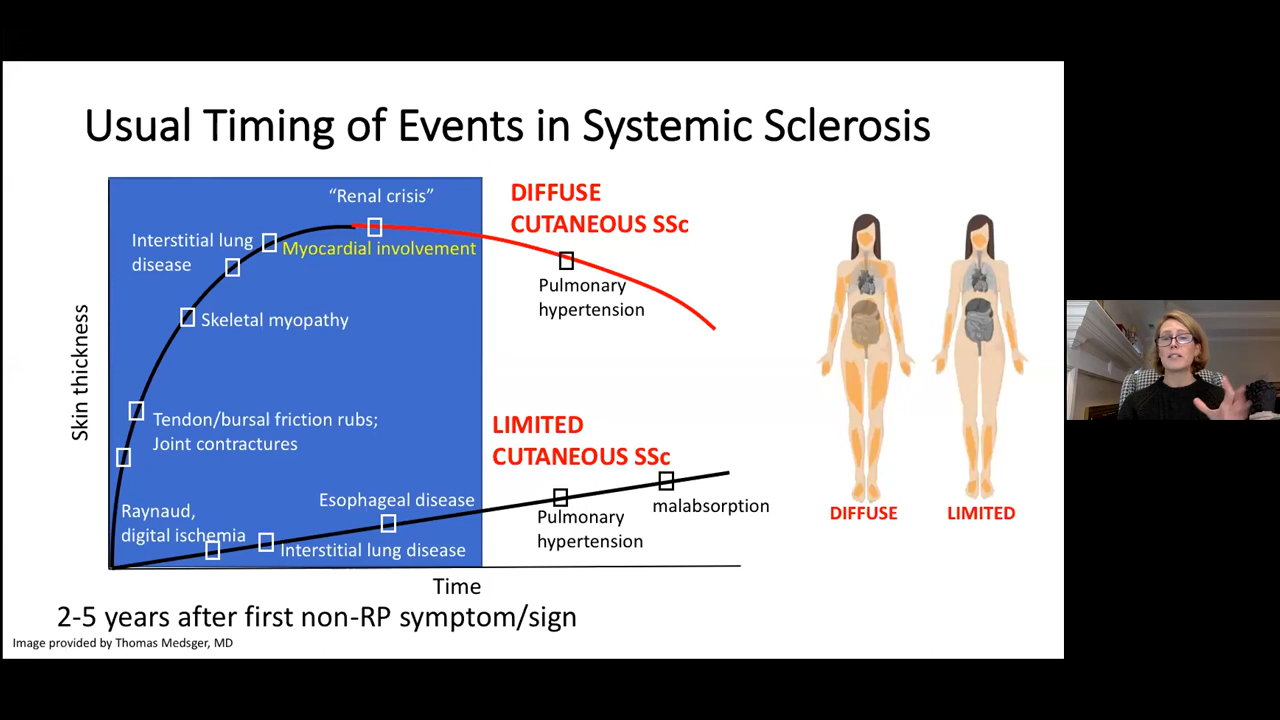 Usual Timing of Events in Systemic Sclerosis
"Renal crisis"
DIFFUSE
CUTANEOUS SSc
Interstitial lung
disease
Myocardial involvement
Pulmonary
hypertension
Skeletal myopathy
Skin thickness
Tendon/bursal friction rubs;
Joint contractures
LIMITED
CUTANEOUS SSc
Esophageal disease
Raynaud,
digital ischemia
Interstitial lung disease
Pulmonary
hypertension
malabsorption
DIFFUSE
LIMITED
Time
2-5 years after first non-RP symptom/sign
Image provided by Thomas Medsger, MD